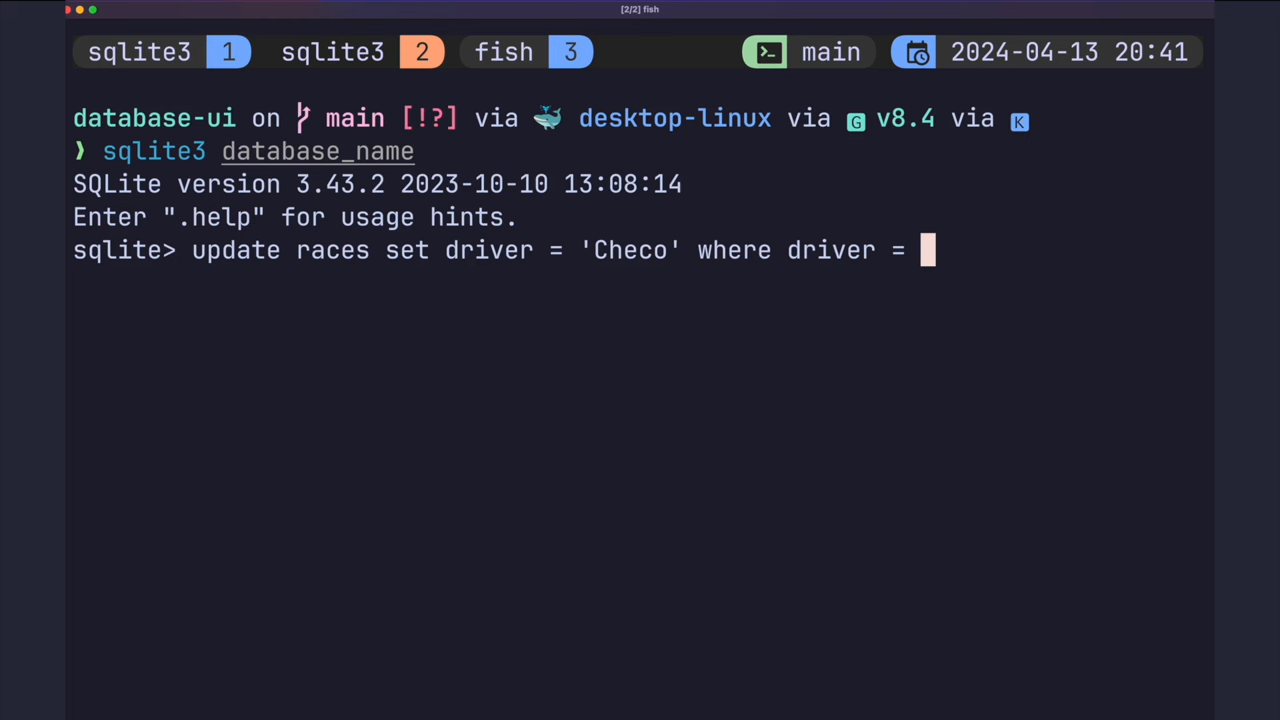 [2/2] fish
sqlite3 1 sqlite3 2 fish 3 >_ main 2024-04-13 20:41
database-ui on main [!?] via 🐳 desktop-linux via G v8.4 via K
❯ sqlite3 database_name
SQLite version 3.43.2 2023-10-10 13:08:14
Enter ".help" for usage hints.
sqlite> update races set driver = 'Checo' where driver =